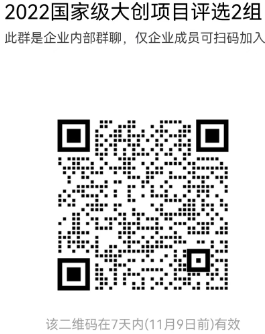 2022国家级大创项目评选2组
此群是企业内部群聊，仅企业成员可扫码加入
该二维码在7天内(11月9日前)有效